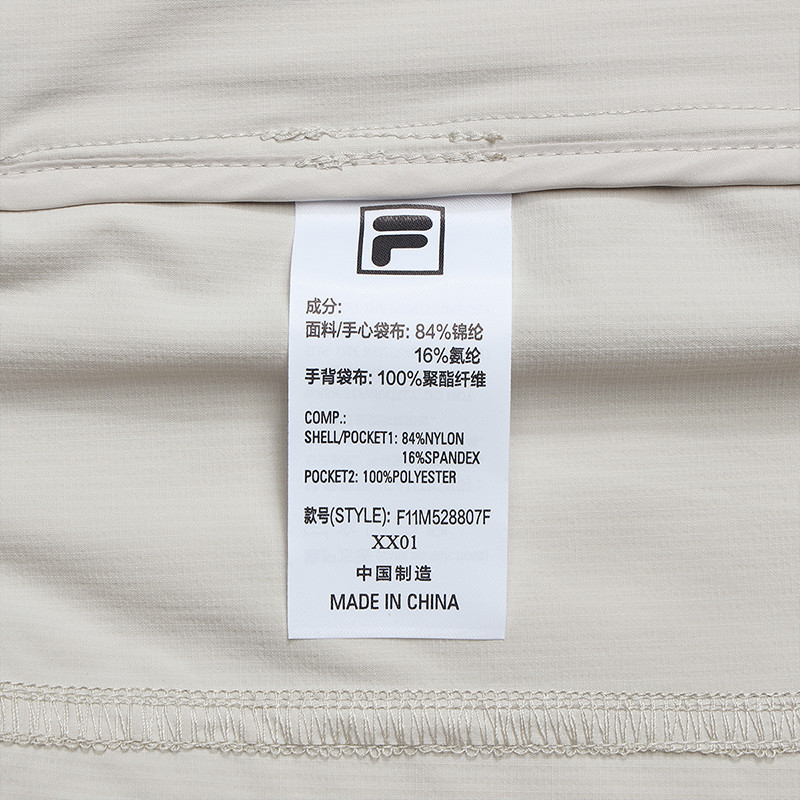 F
成分:
面料/手心袋布: 84%锦纶
16%氨纶
手背袋布: 100%聚酯纤维
COMP.:
SHELL/POCKET1: 84%NYLON
16%SPANDEX
POCKET2: 100%POLYESTER
款号(STYLE): F11M528807F
XX01
中国制造
MADE IN CHINA